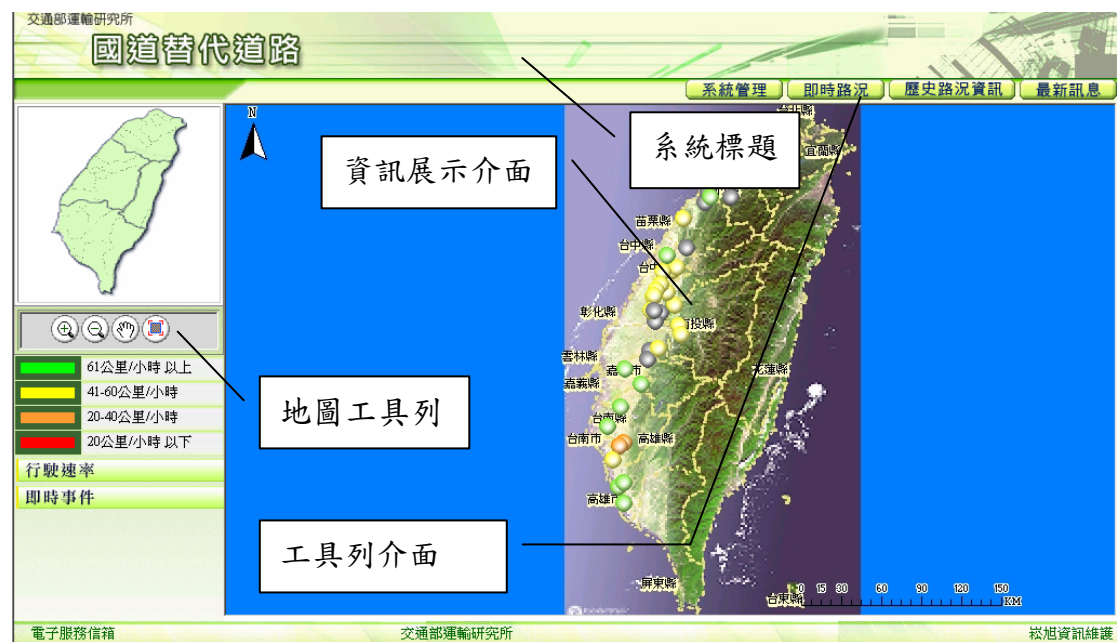 交通部運輸研究所
國道替代道路
系統管理
即時路況
歷史路況資訊
最新訊息
N
系統標題
資訊展示介面
宜蘭縣
苗栗縣
台中縣
彰化縣
雲林縣
花蓮縣
嘉義縣
61公里/小時 以上
41-60公里/小時
20-40公里/小時
20公里/小時 以下
地圖工具列
台南縣
台南市
高雄縣
行駛速率
即時事件
高雄市
工具列介面
屏東縣
台東縣
15 30 60 90 120 150
KM
電子服務信箱
交通部運輸研究所
崧旭資訊維護